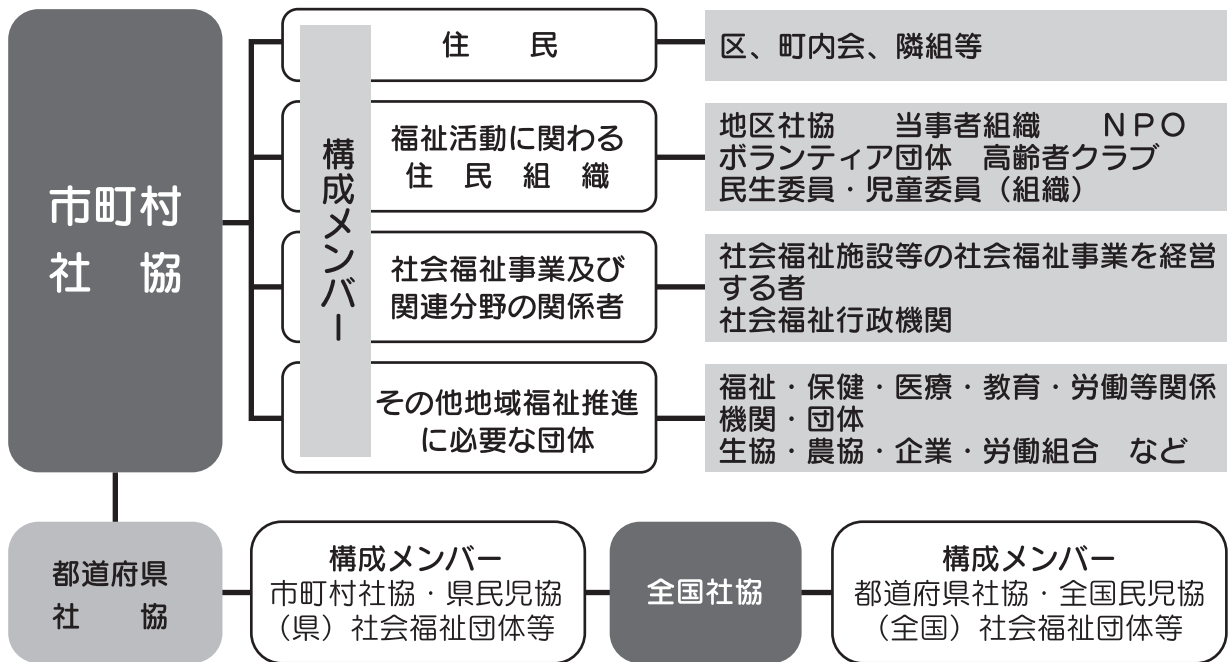 市町村
社　協
構成メンバー
住　　民
区、町内会、隣組等
福祉活動に関わる
住　民　組　織
地区社協　　当事者組織　　ＮＰＯ
ボランティア団体　高齢者クラブ
民生委員・児童委員（組織）
社会福祉事業及び
関連分野の関係者
社会福祉施設等の社会福祉事業を経営
する者
社会福祉行政機関
その他地域福祉推進
に必要な団体
福祉・保健・医療・教育・労働等関係
機関・団体
生協・農協・企業・労働組合　など
都道府県
社　　協
構成メンバー
市町村社協・県民児協
（県）社会福祉団体等
全国社協
構成メンバー
都道府県社協・全国民児協
（全国）社会福祉団体等